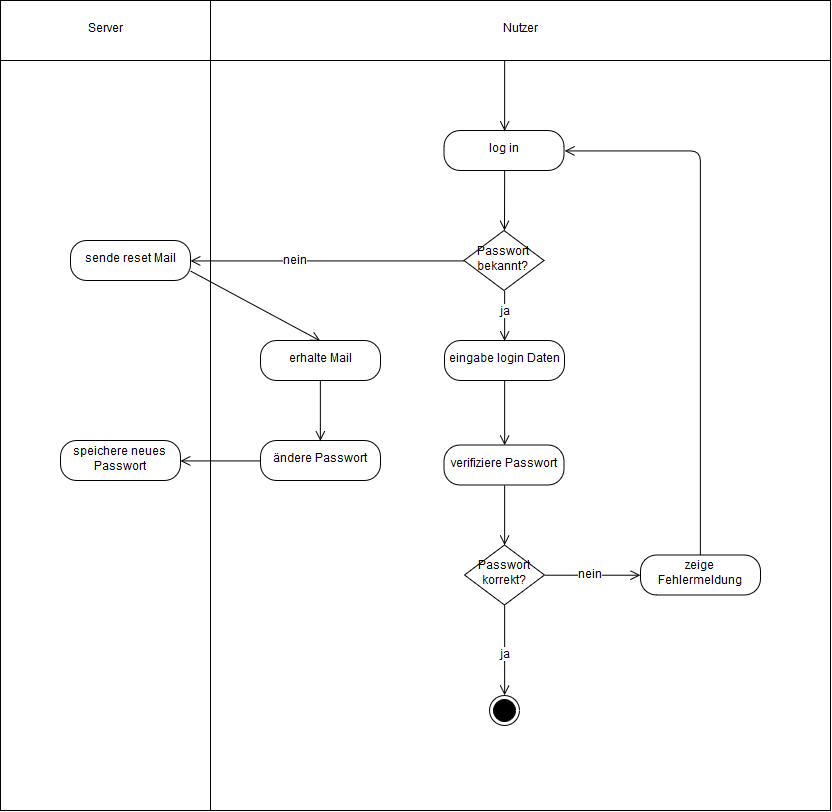 Server
Nutzer
log in
Passwort
bekannt?
nein
sende reset Mail
ja
erhalte Mail
eingabe login Daten
speichere neues
Passwort
ändere Passwort
verifiziere Passwort
Passwort
korrekt?
nein
zeige
Fehlermeldung
ja